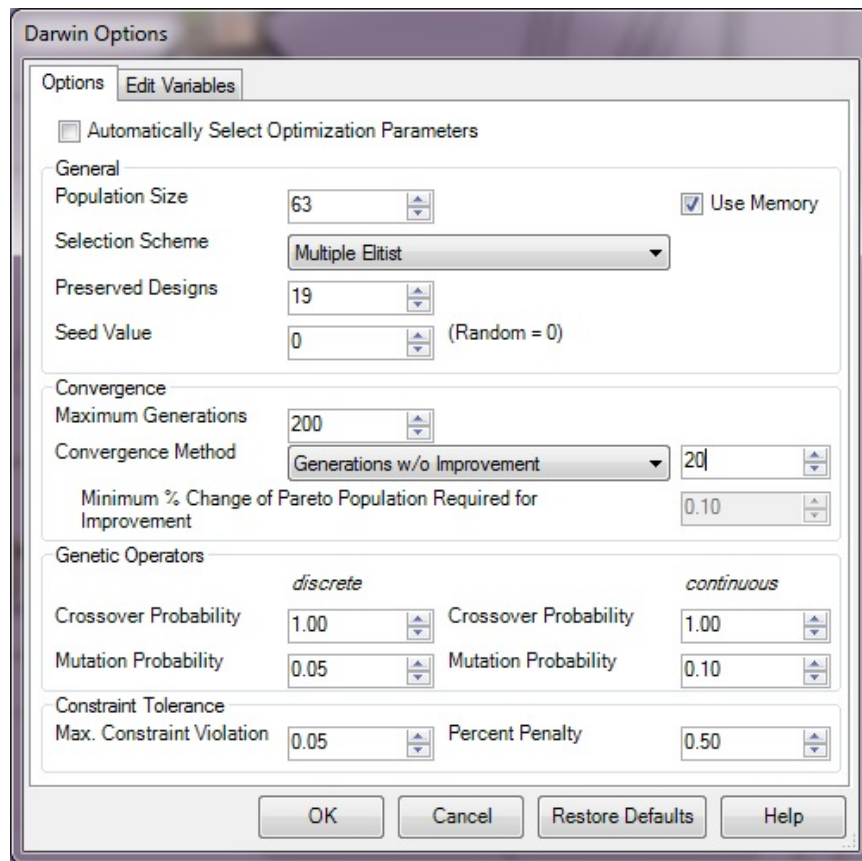 Darwin Options
Options Edit Variables
Automatically Select Optimization Parameters
General
Population Size 63 Use Memory
Selection Scheme Multiple Elitist
Preserved Designs 19
Seed Value 0 (Random = 0)
Convergence
Maximum Generations 200
Convergence Method Generations w/o Improvement 20
Minimum % Change of Pareto Population Required for
Improvement 0.10
Genetic Operators
discrete continuous
Crossover Probability 1.00 Crossover Probability 1.00
Mutation Probability 0.05 Mutation Probability 0.10
Constraint Tolerance
Max. Constraint Violation 0.05 Percent Penalty 0.50
OK Cancel Restore Defaults Help